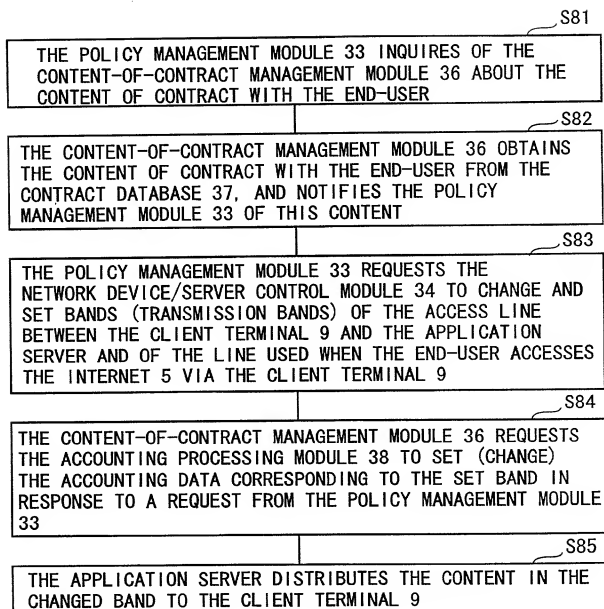 S81
THE POLICY MANAGEMENT MODULE 33 INQUIRES OF THE
CONTENT-OF-CONTRACT MANAGEMENT MODULE 36 ABOUT THE
CONTENT OF CONTRACT WITH THE END-USER
S82
THE CONTENT-OF-CONTRACT MANAGEMENT MODULE 36 OBTAINS
THE CONTENT OF CONTRACT WITH THE END-USER FROM THE
CONTRACT DATABASE 37, AND NOTIFIES THE POLICY
MANAGEMENT MODULE 33 OF THIS CONTENT
S83
THE POLICY MANAGEMENT MODULE 33 REQUESTS THE
NETWORK DEVICE/SERVER CONTROL MODULE 34 TO CHANGE AND
SET BANDS (TRANSMISSION BANDS) OF THE ACCESS LINE
BETWEEN THE CLIENT TERMINAL 9 AND THE APPLICATION
SERVER AND OF THE LINE USED WHEN THE END-USER ACCESSES
THE INTERNET 5 VIA THE CLIENT TERMINAL 9
S84
THE CONTENT-OF-CONTRACT MANAGEMENT MODULE 36 REQUESTS
THE ACCOUNTING PROCESSING MODULE 38 TO SET (CHANGE)
THE ACCOUNTING DATA CORRESPONDING TO THE SET BAND IN
RESPONSE TO A REQUEST FROM THE POLICY MANAGEMENT MODULE
33
S85
THE APPLICATION SERVER DISTRIBUTES THE CONTENT IN THE
CHANGED BAND TO THE CLIENT TERMINAL 9